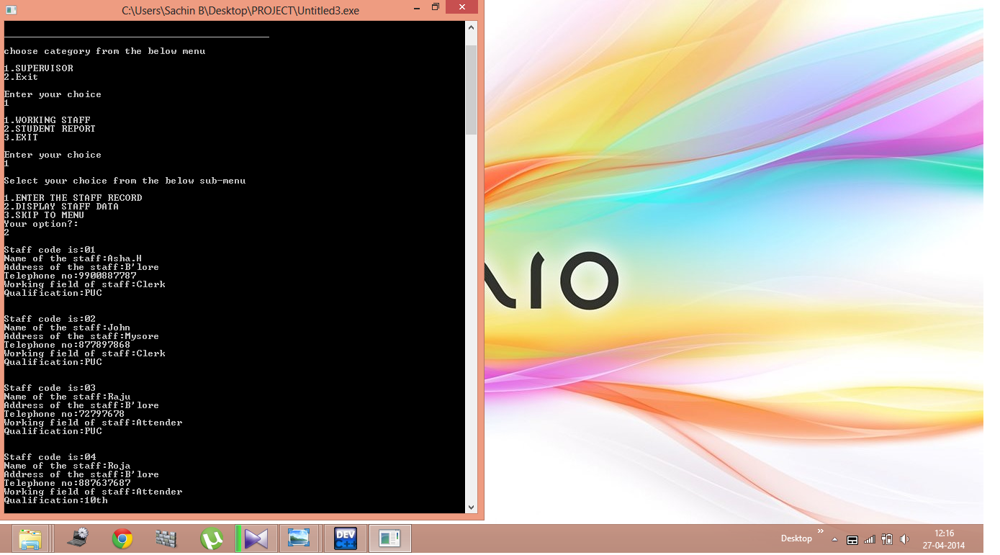 C:\Users\Sachin B\Desktop\PROJECT\Untitled3.exe
choose category from the below menu
1.SUPERVISOR
2.Exit
Enter your choice
1
1.WORKING STAFF
2.STUDENT REPORT
3.EXIT
Enter your choice
1
Select your choice from the below sub-menu
1.ENTER THE STAFF RECORD
2.DISPLAY STAFF DATA
3.SKIP TO MENU
Your option?:
2
Staff code is:01
Name of the staff:Asha.H
Address of the staff:B'lore
Telephone no:9900887787
Working field of staff:Clerk
Qualification:PUC
Staff code is:02
Name of the staff:John
Address of the staff:Mysore
Telephone no:877897868
Working field of staff:Clerk
Qualification:PUC
Staff code is:03
Name of the staff:Raju
Address of the staff:B'lore
Telephone no:72797678
Working field of staff:Attender
Qualification:PUC
Staff code is:04
Name of the staff:Roja
Address of the staff:B'lore
Telephone no:887637687
Working field of staff:Attender
Qualification:10th
AIO
DEV
C++
Desktop
12:16
27-04-2014